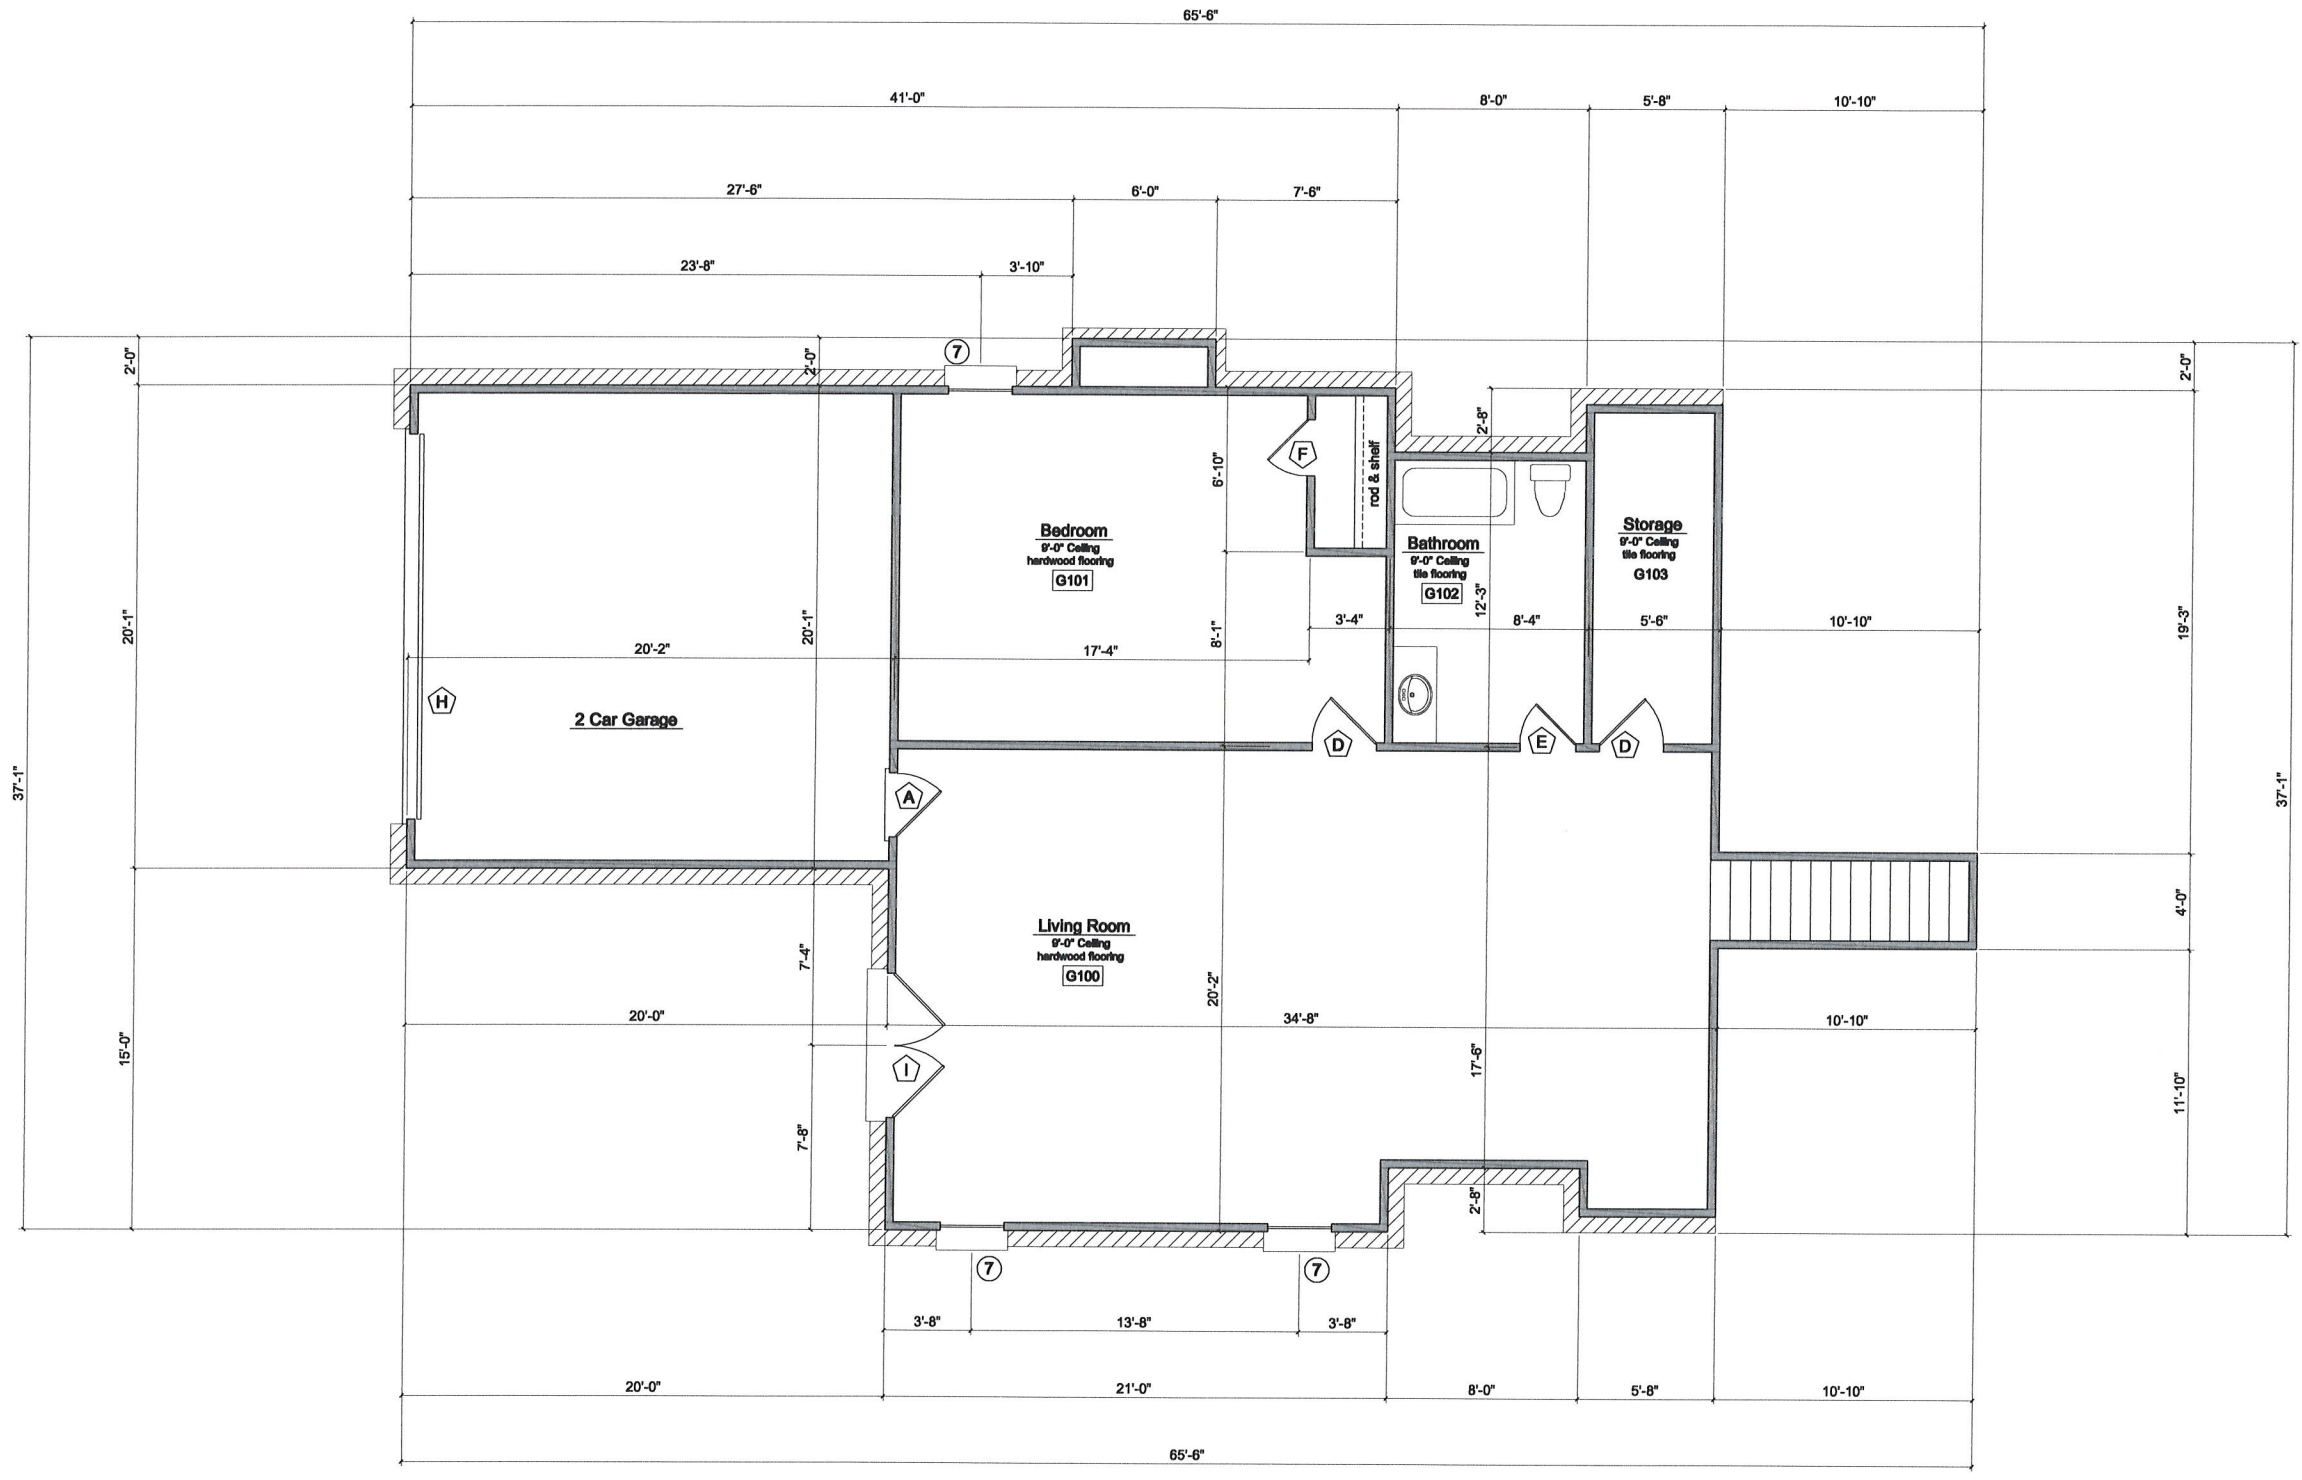 65'-6"
41'-0" 8'-0" 5'-8" 10'-10"
27'-6" 6'-0" 7'-6"
23'-8" 3'-10"
7
2'-0" 2'-0" 2'-0"
2'-8"
F
rod & shelf
6'-10"
Bedroom
9'-0" Ceiling
hardwood flooring
G101
Bathroom
9'-0" Ceiling
tile flooring
G102
Storage
9'-0" Ceiling
tile flooring
G103
12'-3"
20'-1" 20'-1" 8'-1" 19'-3"
3'-4" 8'-4" 5'-6" 10'-10"
20'-2" 17'-4"
H
2 Car Garage
D E D
37'-1" 37'-1"
A
4'-0"
Living Room
9'-0" Ceiling
hardwood flooring
G100
7'-4"
20'-2"
20'-0" 34'-8" 10'-10"
15'-0" 17'-6" 11'-10"
I
7'-8"
2'-8"
7 7
3'-8" 13'-8" 3'-8"
20'-0" 21'-0" 8'-0" 5'-8" 10'-10"
65'-6"